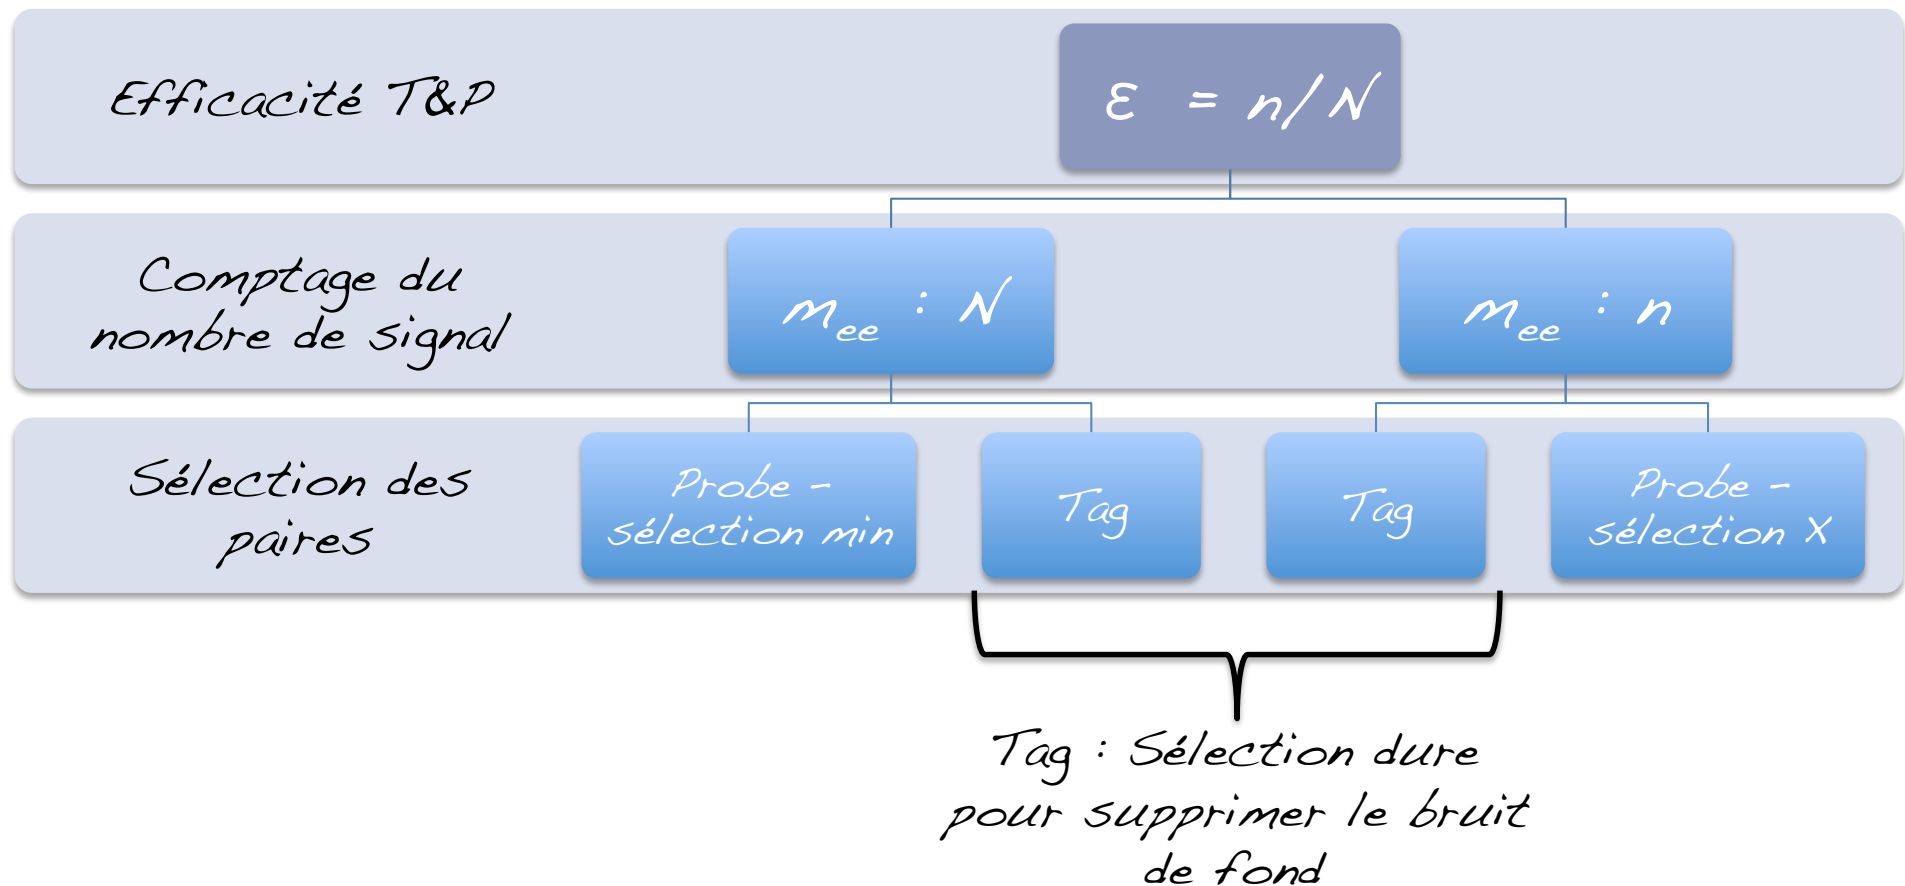 Efficacité T&P
ε = n/N
Comptage du
nombre de signal
mee : N
mee : n
Sélection des
paires
Probe -
sélection min
Tag
Tag
Probe -
sélection X
Tag : Sélection dure
pour supprimer le bruit
de fond